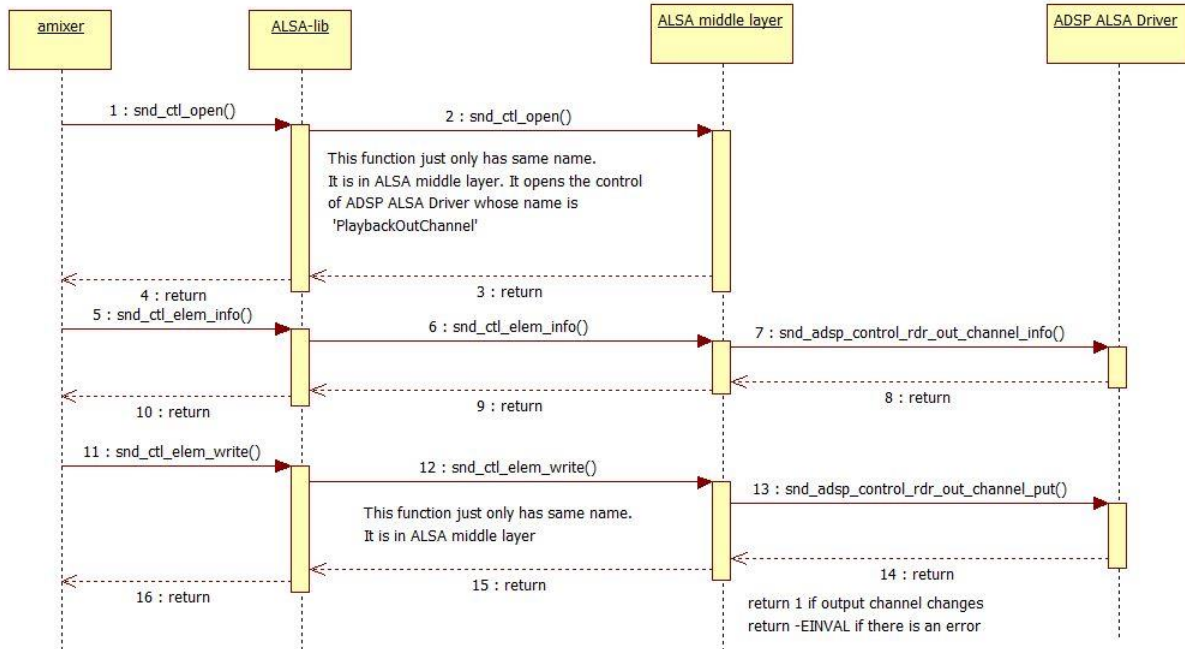 amixer
ALSA-lib
ALSA middle layer
ADSP ALSA Driver
1 : snd_ctl_open()
2 : snd_ctl_open()
This function just only has same name.
It is in ALSA middle layer. It opens the control
of ADSP ALSA Driver whose name is
'PlaybackOutChannel'
3 : return
4 : return
5 : snd_ctl_elem_info()
6 : snd_ctl_elem_info()
7 : snd_adsp_control_rdr_out_channel_info()
8 : return
9 : return
10 : return
11 : snd_ctl_elem_write()
12 : snd_ctl_elem_write()
13 : snd_adsp_control_rdr_out_channel_put()
This function just only has same name.
It is in ALSA middle layer
14 : return
15 : return
16 : return
return 1 if output channel changes
return -EINVAL if there is an error